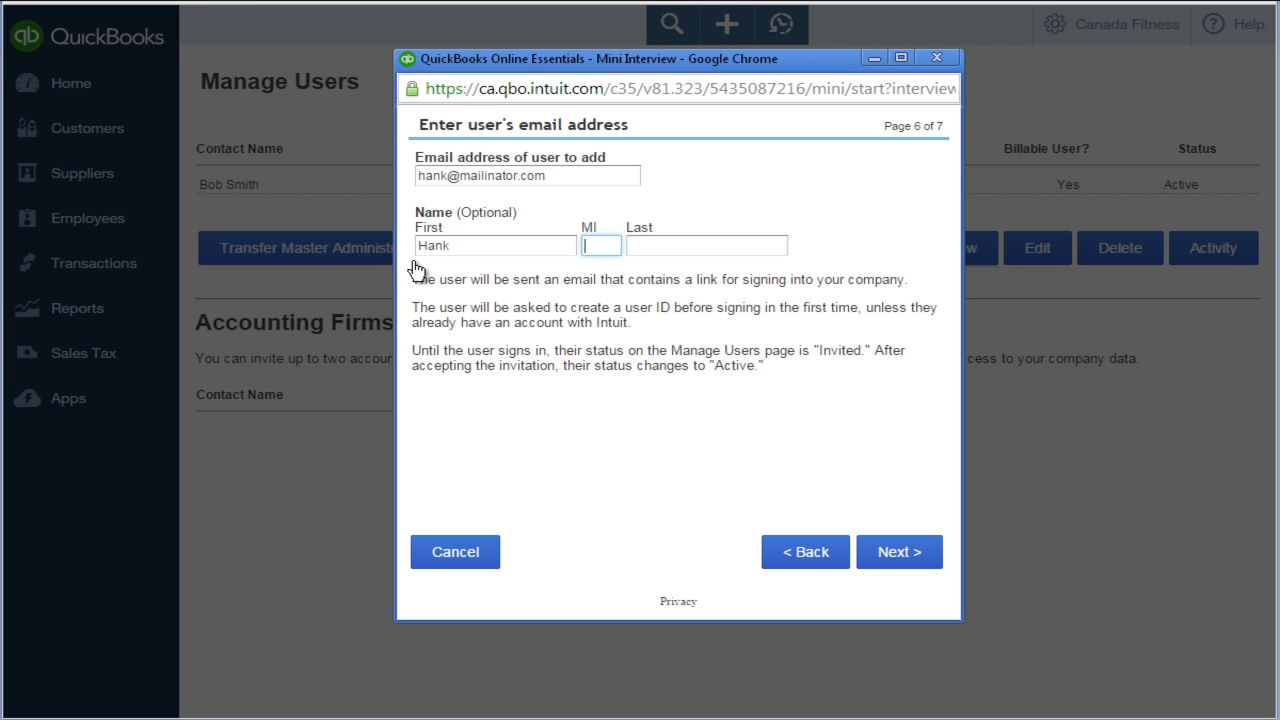 qb QuickBooks
Canada Fitness
Help
QuickBooks Online Essentials - Mini Interview - Google Chrome
https://ca.qbo.intuit.com/c35/v81.323/5435087216/mini/start?interview
Home
Customers
Suppliers
Employees
Transactions
Reports
Sales Tax
Apps
Manage Users
Contact Name
Billable User?
Status
Bob Smith
Yes
Active
Transfer Master Administ
Edit
Delete
Activity
Accounting Firms
You can invite up to two
cess to your company data.
Contact Name
Enter user's email address
Page 6 of 7
Email address of user to add
hank@mailinator.com
Name (Optional)
First MI Last
Hank
user will be sent an email that contains a link for signing into your company.
The user will be asked to create a user ID before signing in the first time, unless they
already have an account with Intuit.
Until the user signs in, their status on the Manage Users page is "Invited." After
accepting the invitation, their status changes to "Active."
Cancel
< Back
Next >
Privacy